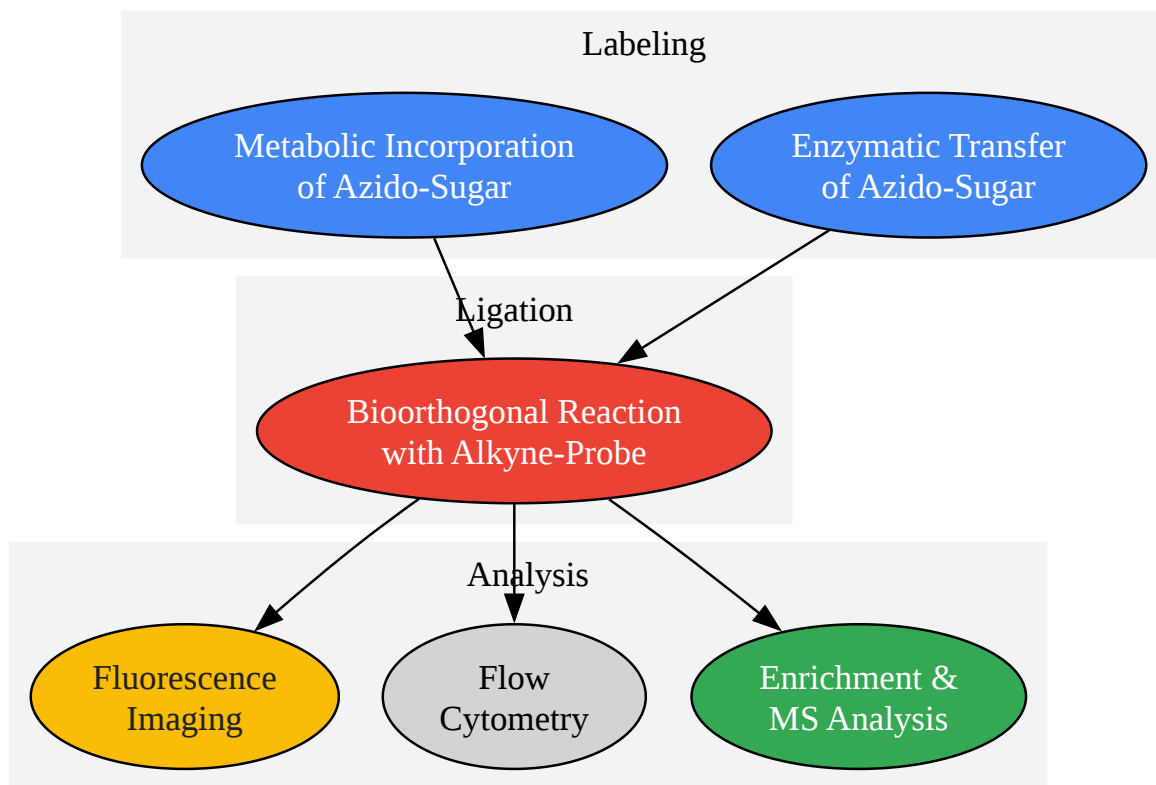 Labeling
Metabolic Incorporation
of Azido-Sugar
Enzymatic Transfer
of Azido-Sugar
Ligation
Bioorthogonal Reaction
with Alkyne-Probe
Analysis
Fluorescence
Imaging
Flow
Cytometry
Enrichment &
MS Analysis